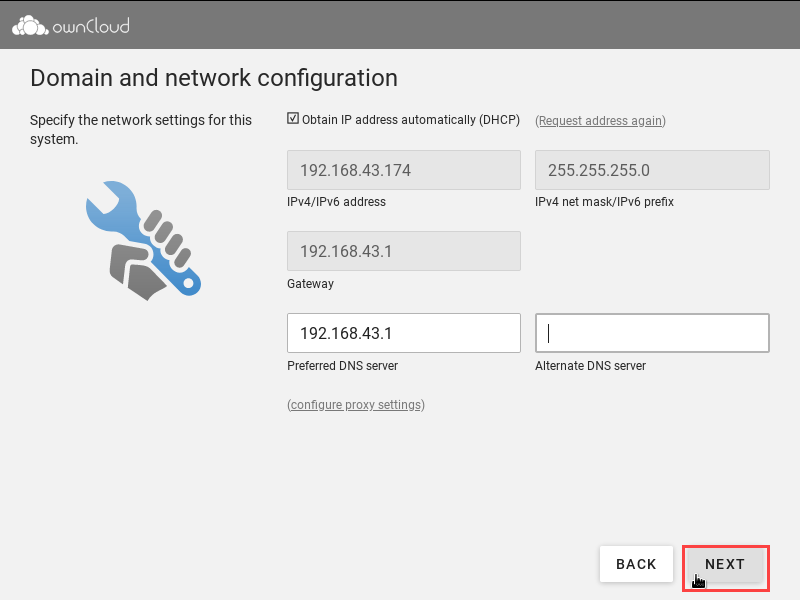 ownCloud
Domain and network configuration
Specify the network settings for this
system.
Obtain IP address automatically (DHCP)
(Request address again)
192.168.43.174
255.255.255.0
IPv4/IPv6 address
IPv4 net mask/IPv6 prefix
192.168.43.1
Gateway
192.168.43.1
Preferred DNS server
Alternate DNS server
(configure proxy settings)
BACK
NEXT